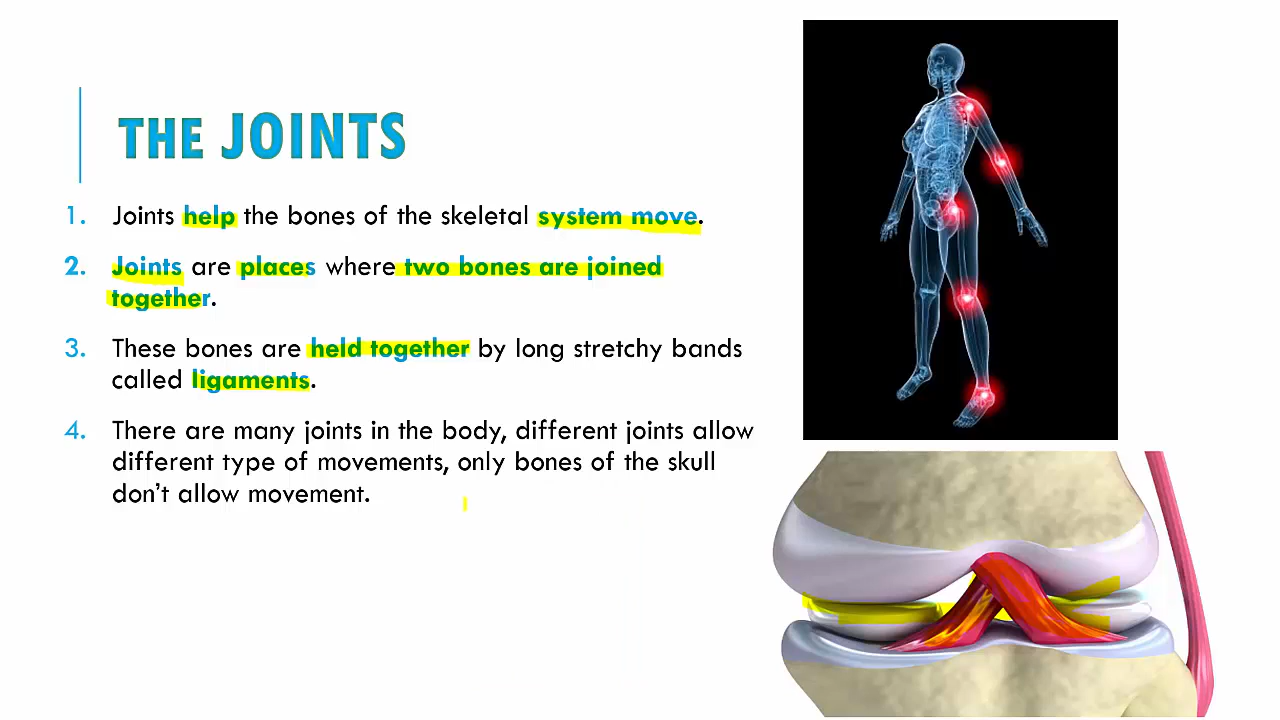 THE JOINTS
1. Joints help the bones of the skeletal system move.
2. Joints are places where two bones are joined
together.
3. These bones are held together by long stretchy bands
called ligaments.
4. There are many joints in the body, different joints allow
different type of movements, only bones of the skull
don’t allow movement.